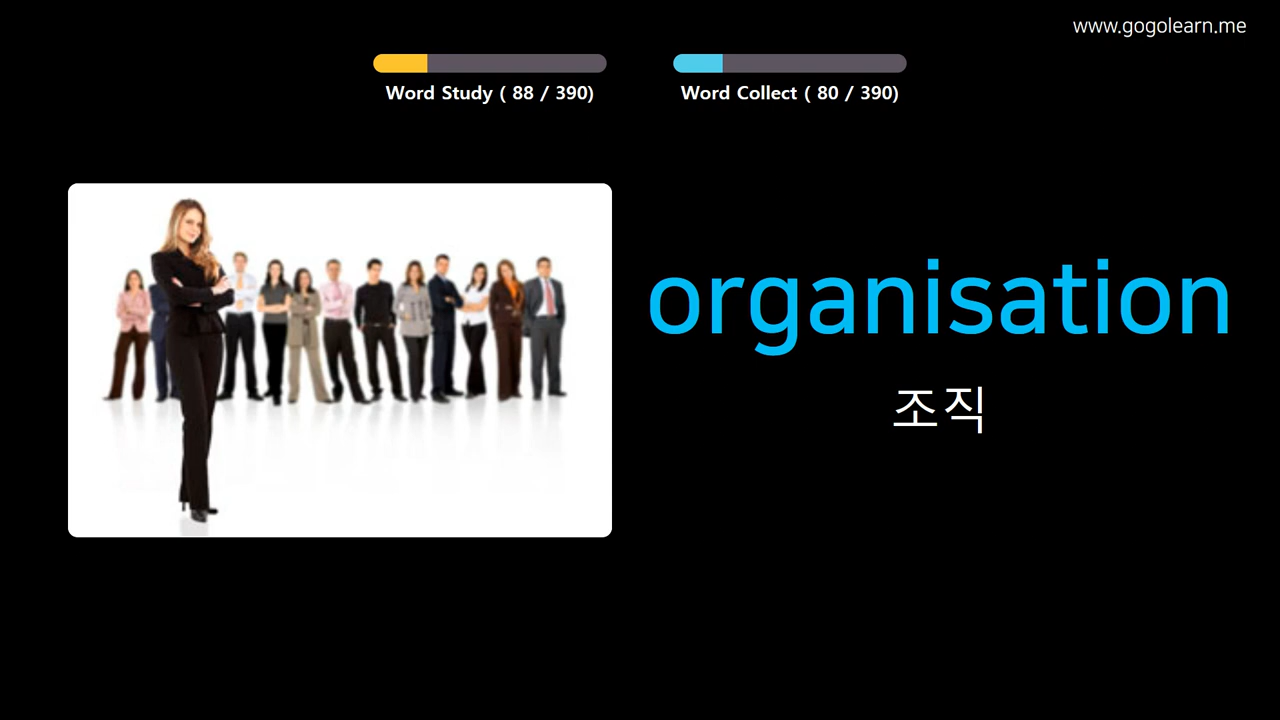 www.gogolearn.me
Word Study ( 88 / 390)
Word Collect ( 80 / 390)
organisation
조직